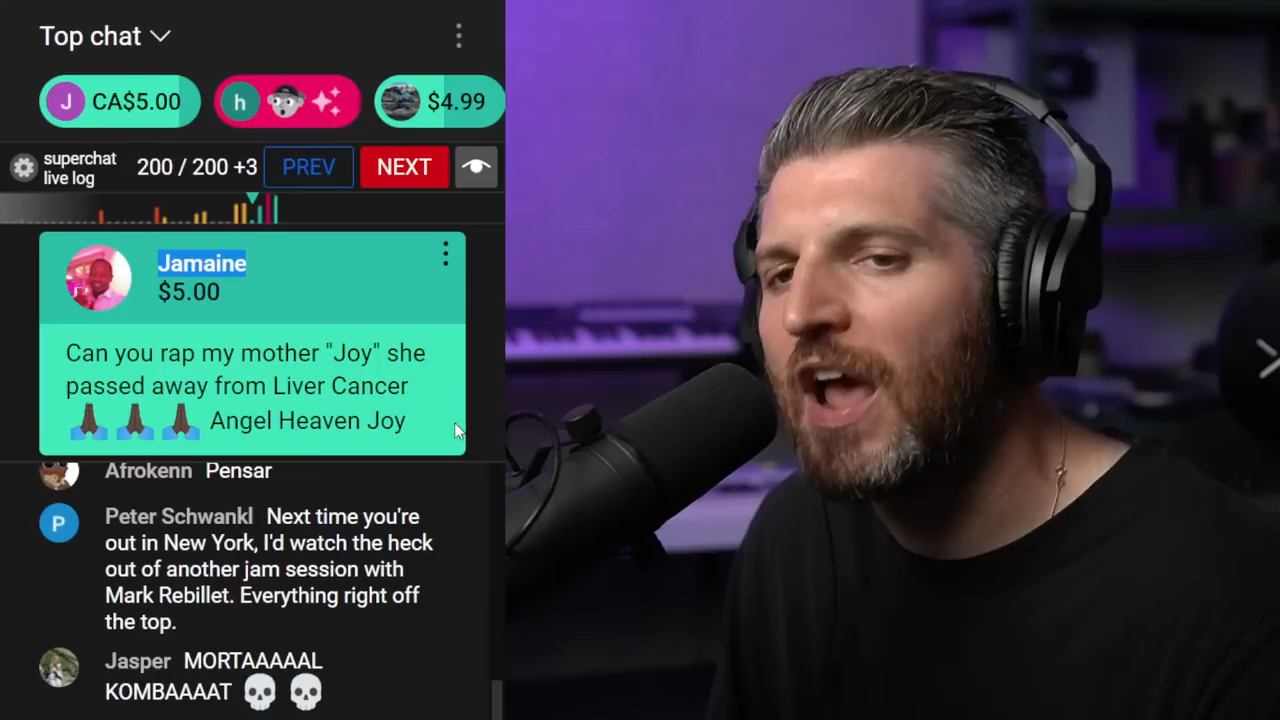 Top chat
J CA$5.00 h $4.99
superchat
live log
200 / 200 +3 PREV NEXT
Jamaine
$5.00
Can you rap my mother "Joy" she
passed away from Liver Cancer
🙏🏿 🙏🏿 🙏🏿 Angel Heaven Joy
Afrokenn Pensar
P Peter Schwankl Next time you're
out in New York, I'd watch the heck
out of another jam session with
Mark Rebillet. Everything right off
the top.
Jasper MORTAAAAAL
KOMBAAAAT 💀 💀